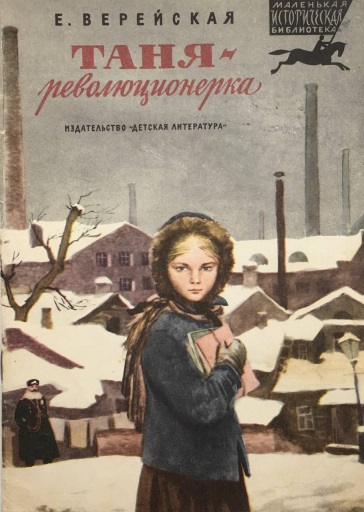 Е. ВЕРЕЙСКАЯ
МАЛЕНЬКАЯ
ИСТОРИЧЕСКАЯ
БИБЛИОТЕКА
ТАНЯ-
революционерка
ИЗДАТЕЛЬСТВО «ДЕТСКАЯ ЛИТЕРАТУРА»